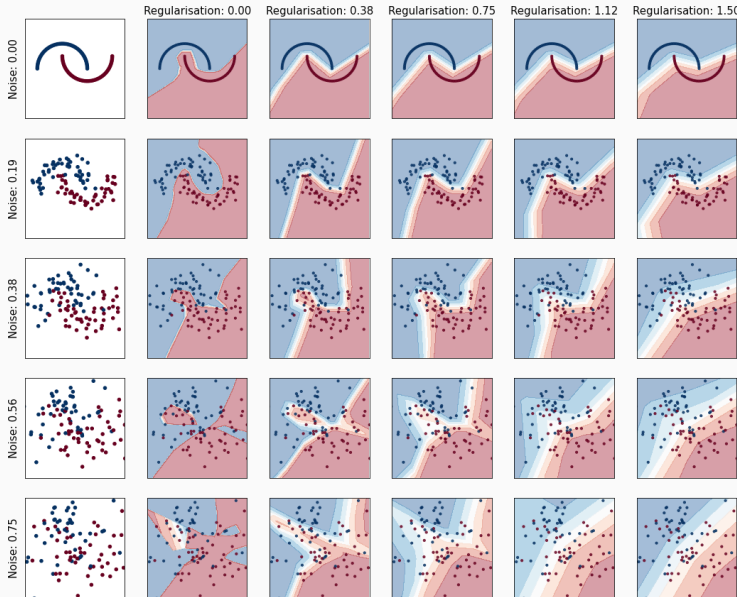 Regularisation: 0.00 Regularisation: 0.38 Regularisation: 0.75 Regularisation: 1.12 Regularisation: 1.50
Noise: 0.00
Noise: 0.19
Noise: 0.38
Noise: 0.56
Noise: 0.75